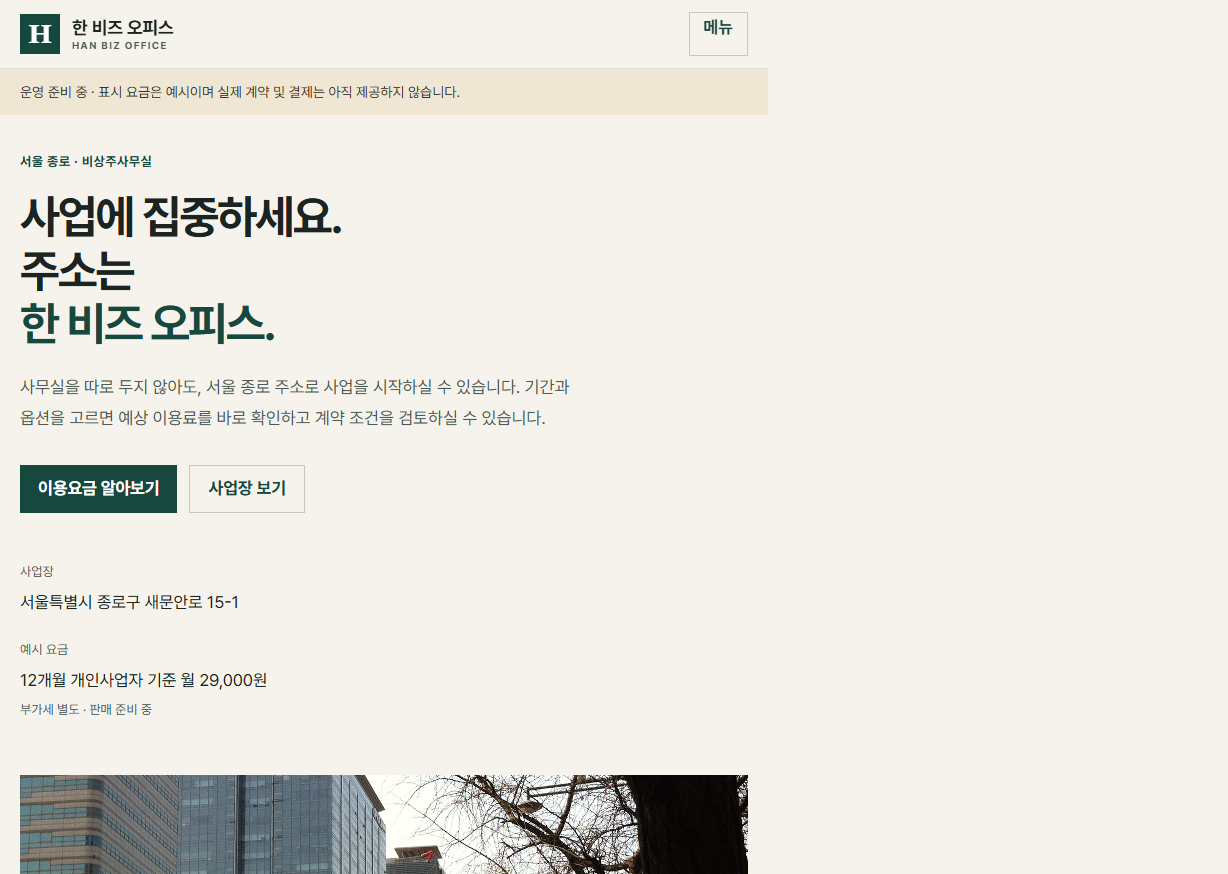 H
한 비즈 오피스
HAN BIZ OFFICE
메뉴
운영 준비 중 · 표시 요금은 예시이며 실제 계약 및 결제는 아직 제공하지 않습니다.
서울 종로 · 비상주사무실
사업에 집중하세요.
주소는
한 비즈 오피스.
사무실을 따로 두지 않아도, 서울 종로 주소로 사업을 시작하실 수 있습니다. 기간과
옵션을 고르면 예상 이용료를 바로 확인하고 계약 조건을 검토하실 수 있습니다.
이용요금 알아보기
사업장 보기
사업장
서울특별시 종로구 새문안로 15-1
예시 요금
12개월 개인사업자 기준 월 29,000원
부가세 별도 · 판매 준비 중